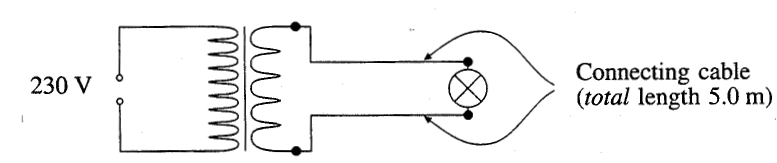 230 V
Connecting cable
(total length 5.0 m)